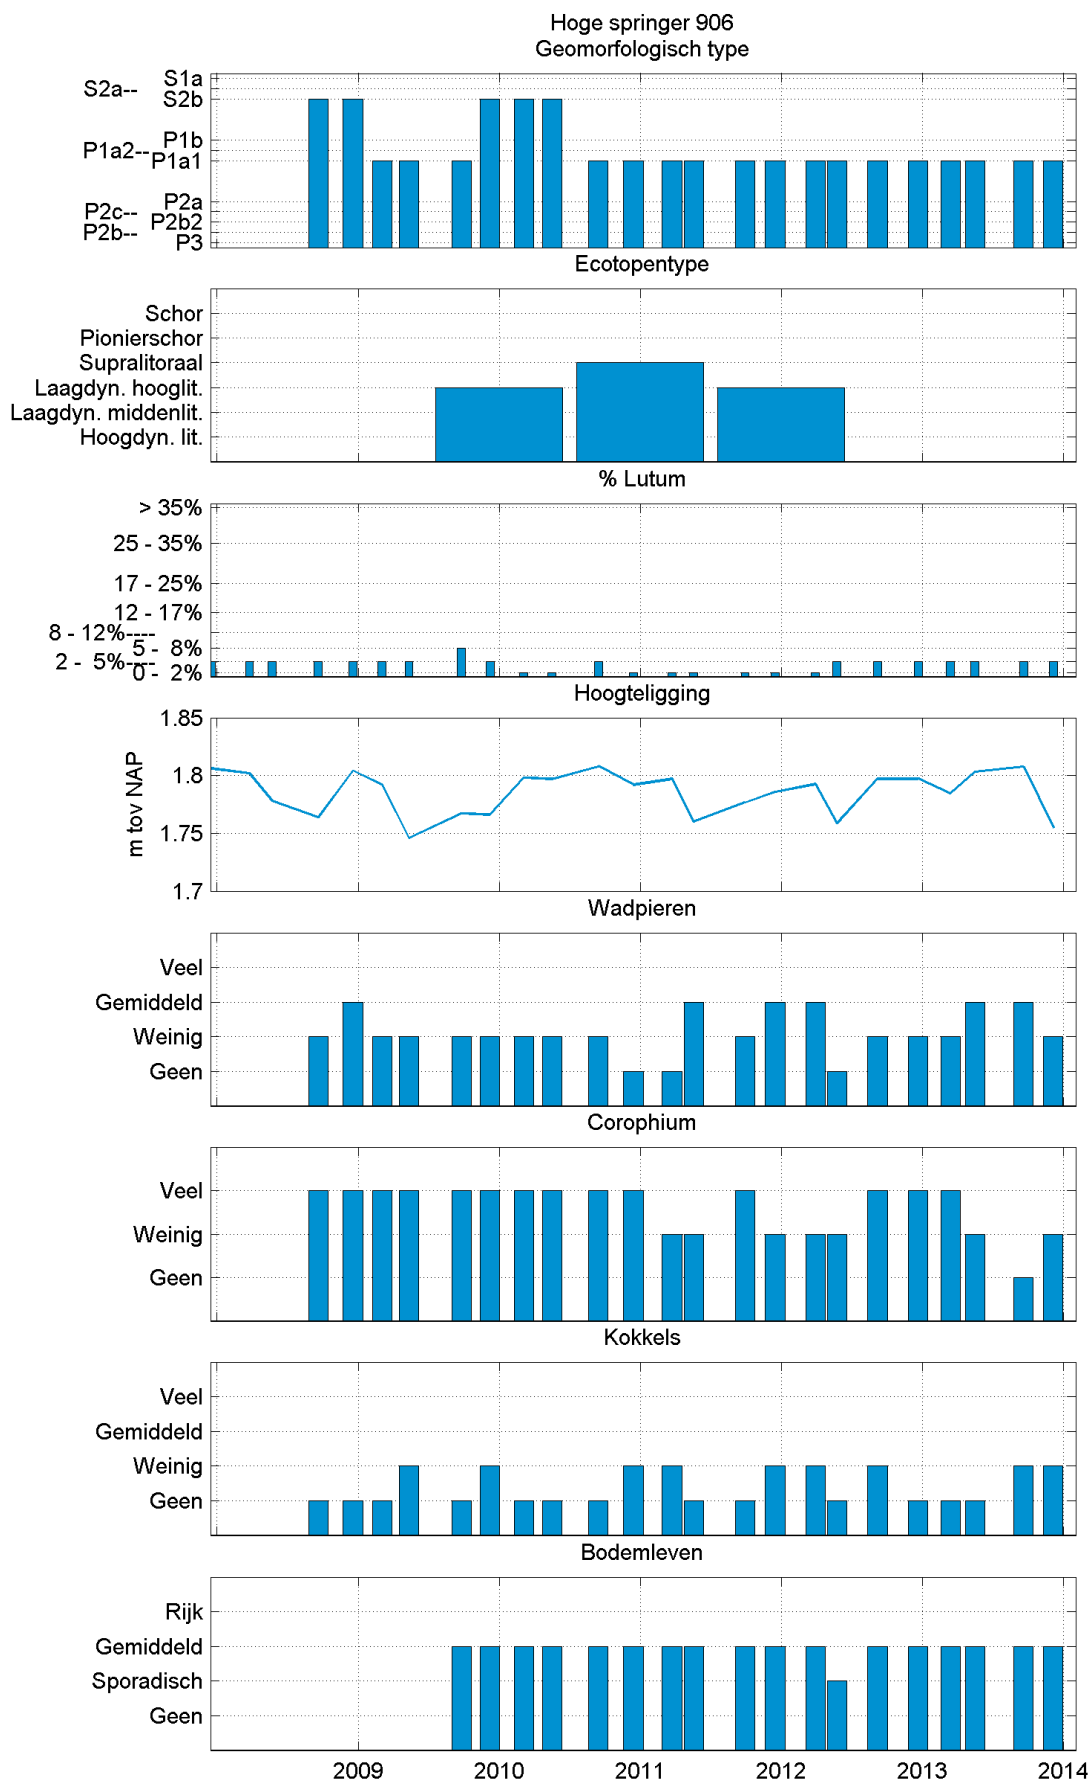 Hoge springer 906
Geomorfologisch type
S1a
S2a--
S2b
P1b
P1a2--
P1a1
P2a
P2c--
P2b2
P2b--
P3
Ecotopentype
Schor
Pionierschor
Supralitoraal
Laagdyn. hooglit.
Laagdyn. middenlit.
Hoogdyn. lit.
% Lutum
> 35%
25 - 35%
17 - 25%
12 - 17%
8 - 12%----
5 - 8%
2 - 5%----
0 - 2%
Hoogteligging
1.85
1.8
1.75
1.7
m tov NAP
Wadpieren
Veel
Gemiddeld
Weinig
Geen
Corophium
Veel
Weinig
Geen
Kokkels
Veel
Gemiddeld
Weinig
Geen
Bodemleven
Rijk
Gemiddeld
Sporadisch
Geen
2009 2010 2011 2012 2013 2014